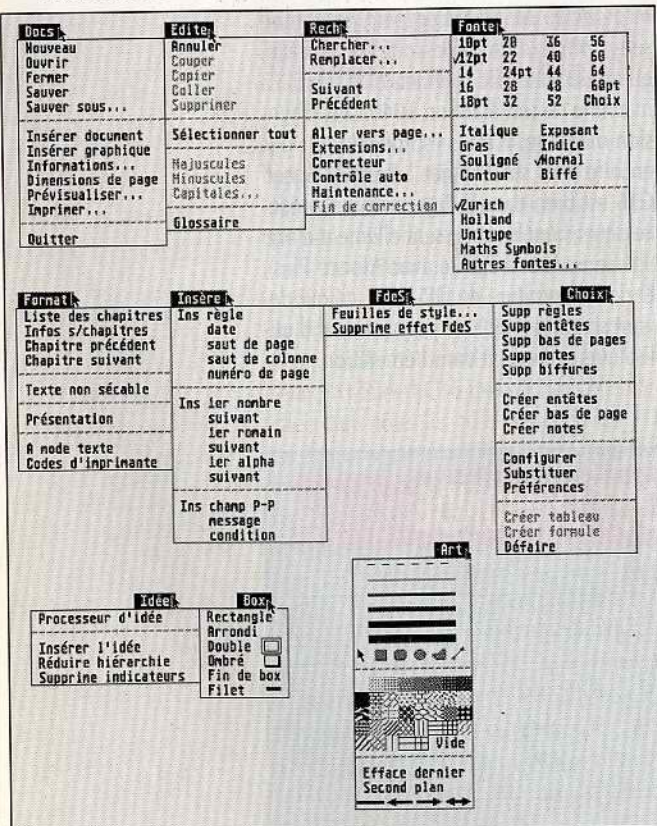 Docs
Nouveau
Ouvrir
Fermer
Sauver
Sauver sous...
Insérer document
Insérer graphique
Informations...
Dimensions de page
Prévisualiser...
Imprimer...
Quitter
Edite
Annuler
Couper
Copier
Coller
Supprimer
Sélectionner tout
Majuscules
Minuscules
Capitales...
Glossaire
Rech
Chercher...
Remplacer...
Suivant
Précédent
Aller vers page...
Extensions...
Correcteur
Contrôle auto
Maintenance...
Fin de correction
Fonte
10pt 20 36 56
✓12pt 22 40 60
14 24pt 44 64
16 28 48 68pt
18pt 32 52 Choix
Italique Exposant
Gras Indice
Souligné ✓Normal
Contour Biffé
✓Zurich
Holland
Unitype
Maths Symbols
Autres fontes...
Format
Liste des chapitres
Infos s/chapitres
Chapitre précédent
Chapitre suivant
Texte non sécable
Présentation
A mode texte
Codes d'imprimante
Insère
Ins règle
date
saut de page
saut de colonne
numéro de page
Ins 1er nombre
suivant
1er romain
suivant
1er alpha
suivant
Ins champ P-P
message
condition
FdeS
Feuilles de style...
Supprime effet FdeS
Choix
Supp règles
Supp entêtes
Supp bas de pages
Supp notes
Supp biffures
Créer entêtes
Créer bas de page
Créer notes
Configurer
Substituer
Préférences
Créer tableau
Créer formule
Défaire
Idée
Processeur d'idée
Insérer l'idée
Réduire hiérarchie
Supprime indicateurs
Box
Rectangle
Arrondi
Double
Ombré
Fin de box
Filet
Art
Vide
Efface dernier
Second plan